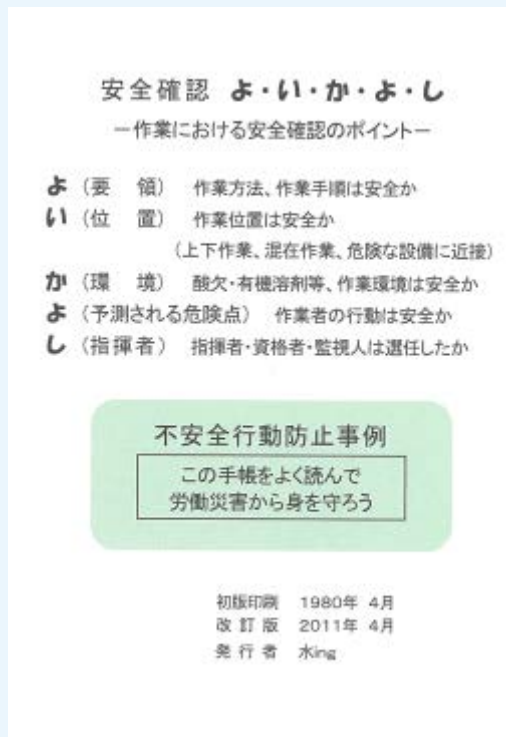 安全確認 よ・い・か・よ・し
－作業における安全確認のポイント－
よ（要　領） 作業方法、作業手順は安全か
い（位　置） 作業位置は安全か
（上下作業、混在作業、危険な設備に近接）
か（環　境） 酸欠・有機溶剤等、作業環境は安全か
よ（予測される危険点） 作業者の行動は安全か
し（指揮者） 指揮者・資格者・監視人は選任したか
不安全行動防止事例
この手帳をよく読んで
労働災害から身を守ろう
初版印刷 1980年 4月
改訂版 2011年 4月
発行者 水ing